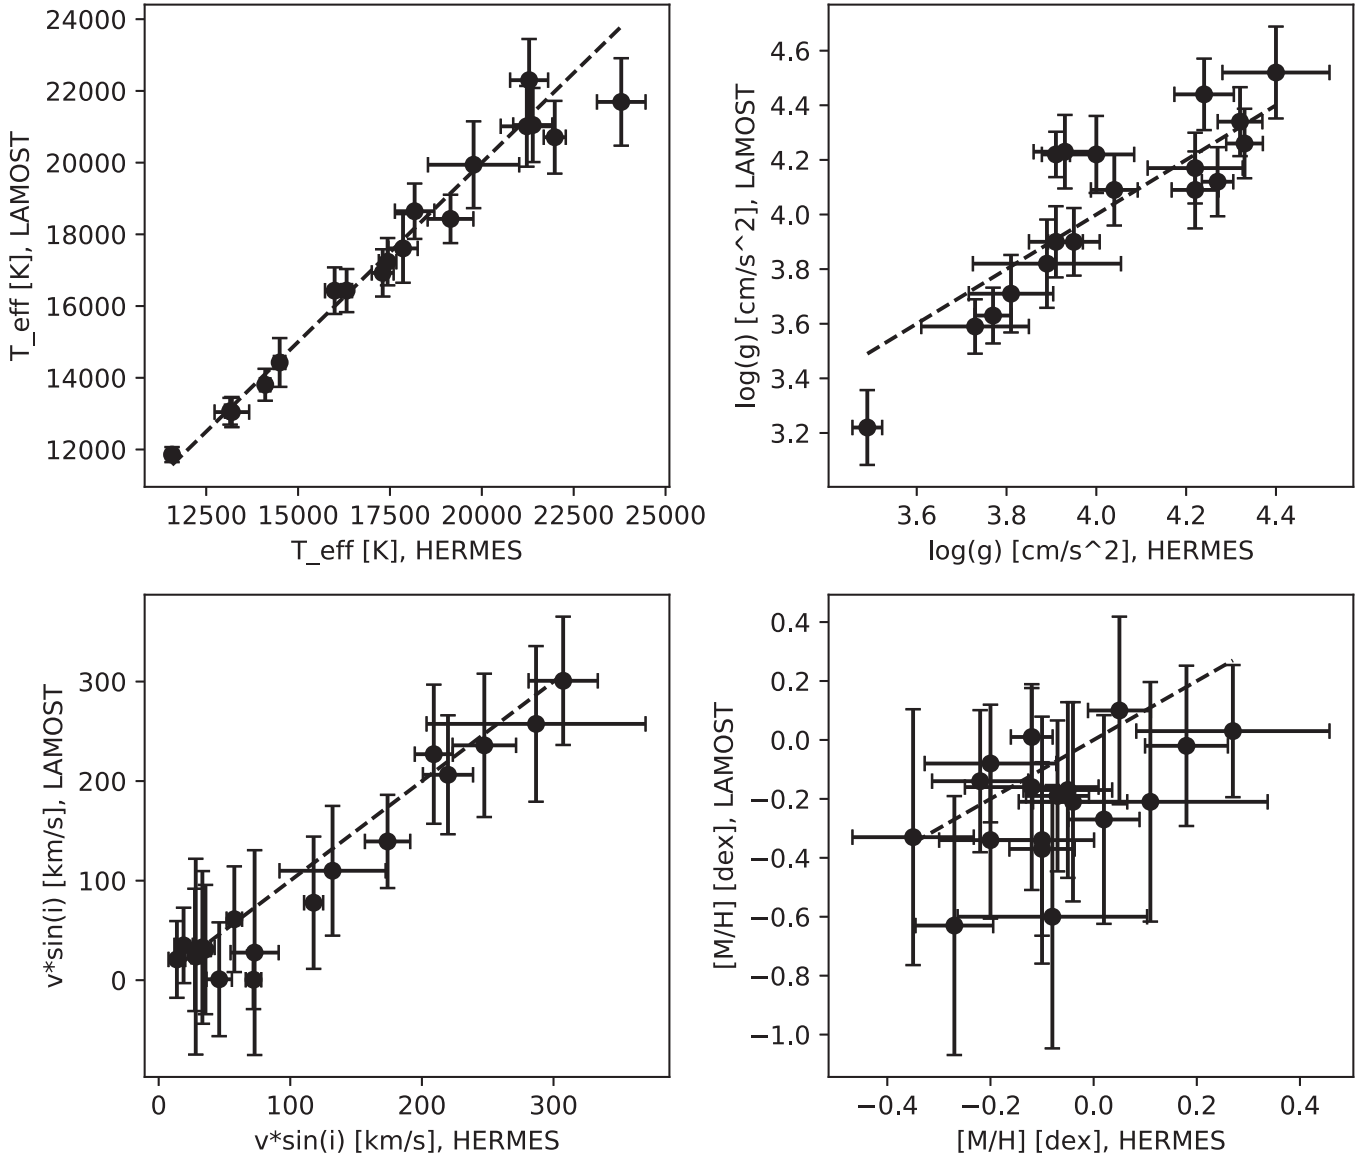 24000
22000
20000
18000
16000
14000
12000
T_eff [K], LAMOST
12500 15000 17500 20000 22500 25000
T_eff [K], HERMES
4.6
4.4
4.2
4.0
3.8
3.6
3.4
3.2
log(g) [cm/s^2], LAMOST
3.6 3.8 4.0 4.2 4.4
log(g) [cm/s^2], HERMES
300
200
100
0
v*sin(i) [km/s], LAMOST
0 100 200 300
v*sin(i) [km/s], HERMES
0.4
0.2
0.0
−0.2
−0.4
−0.6
−0.8
−1.0
[M/H] [dex], LAMOST
−0.4 −0.2 0.0 0.2 0.4
[M/H] [dex], HERMES